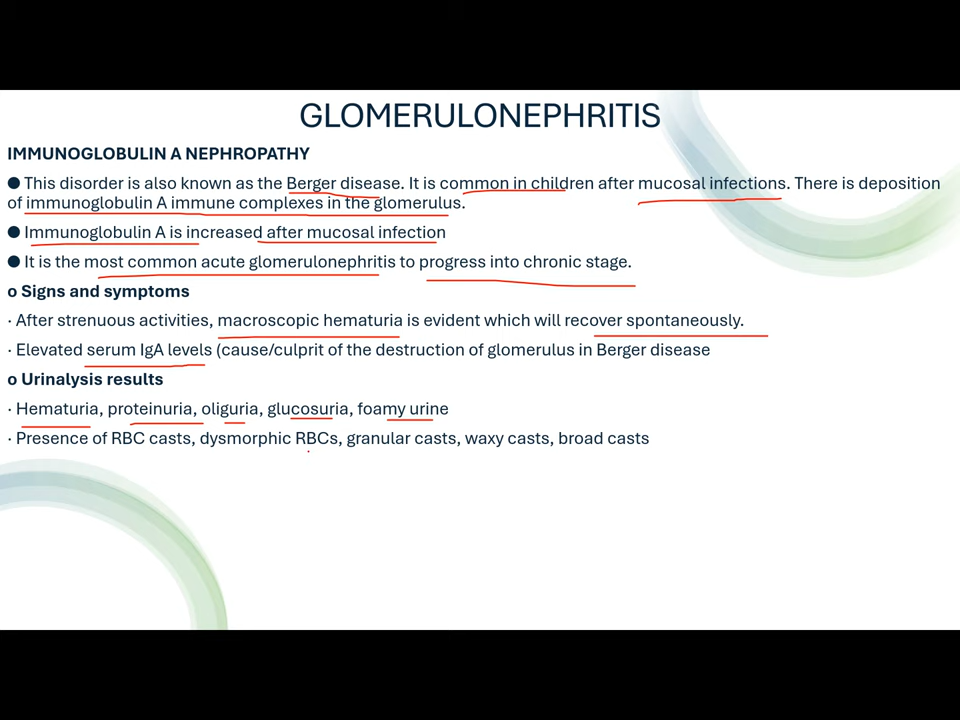 GLOMERULONEPHRITIS
IMMUNOGLOBULIN A NEPHROPATHY
● This disorder is also known as the Berger disease. It is common in children after mucosal infections. There is deposition
of immunoglobulin A immune complexes in the glomerulus.
● Immunoglobulin A is increased after mucosal infection
● It is the most common acute glomerulonephritis to progress into chronic stage.
o Signs and symptoms
· After strenuous activities, macroscopic hematuria is evident which will recover spontaneously.
· Elevated serum IgA levels (cause/culprit of the destruction of glomerulus in Berger disease
o Urinalysis results
· Hematuria, proteinuria, oliguria, glucosuria, foamy urine
· Presence of RBC casts, dysmorphic RBCs, granular casts, waxy casts, broad casts